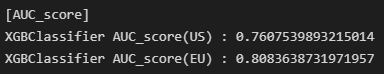 [AUC_score]
XGBClassifier AUC_score(US) : 0.7607539893215014
XGBClassifier AUC_score(EU) : 0.8083638731971957